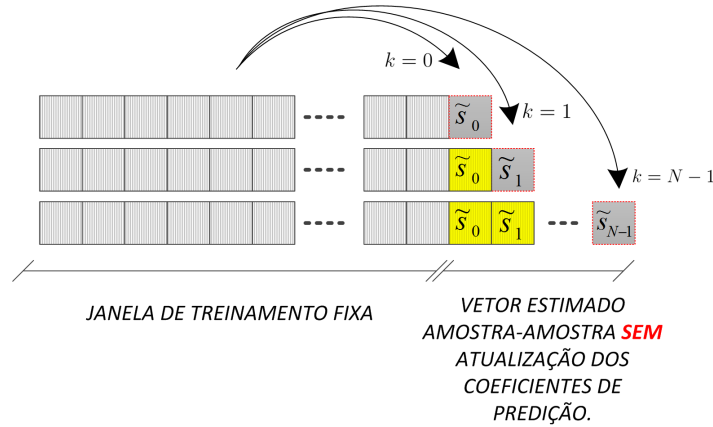 k = 0
s̃₀
k = 1
s̃₀ s̃₁
k = N − 1
s̃₀ s̃₁ s̃_{N−1}
JANELA DE TREINAMENTO FIXA
VETOR ESTIMADO
AMOSTRA-AMOSTRA SEM
ATUALIZAÇÃO DOS
COEFICIENTES DE
PREDIÇÃO.